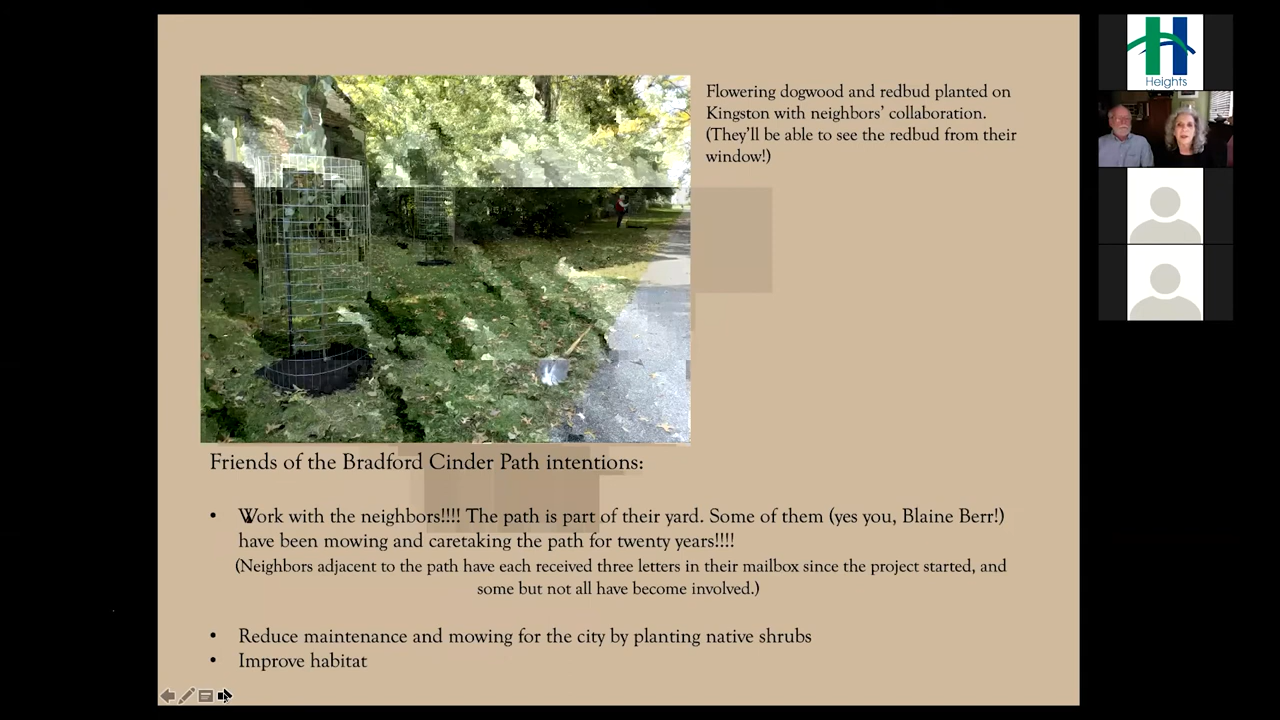 Heights
Flowering dogwood and redbud planted on
Kingston with neighbors' collaboration.
(They'll be able to see the redbud from their
window!)
Friends of the Bradford Cinder Path intentions:
• Work with the neighbors!!!! The path is part of their yard. Some of them (yes you, Blaine Berr!)
have been mowing and caretaking the path for twenty years!!!!
(Neighbors adjacent to the path have each received three letters in their mailbox since the project started, and
some but not all have become involved.)
• Reduce maintenance and mowing for the city by planting native shrubs
• Improve habitat